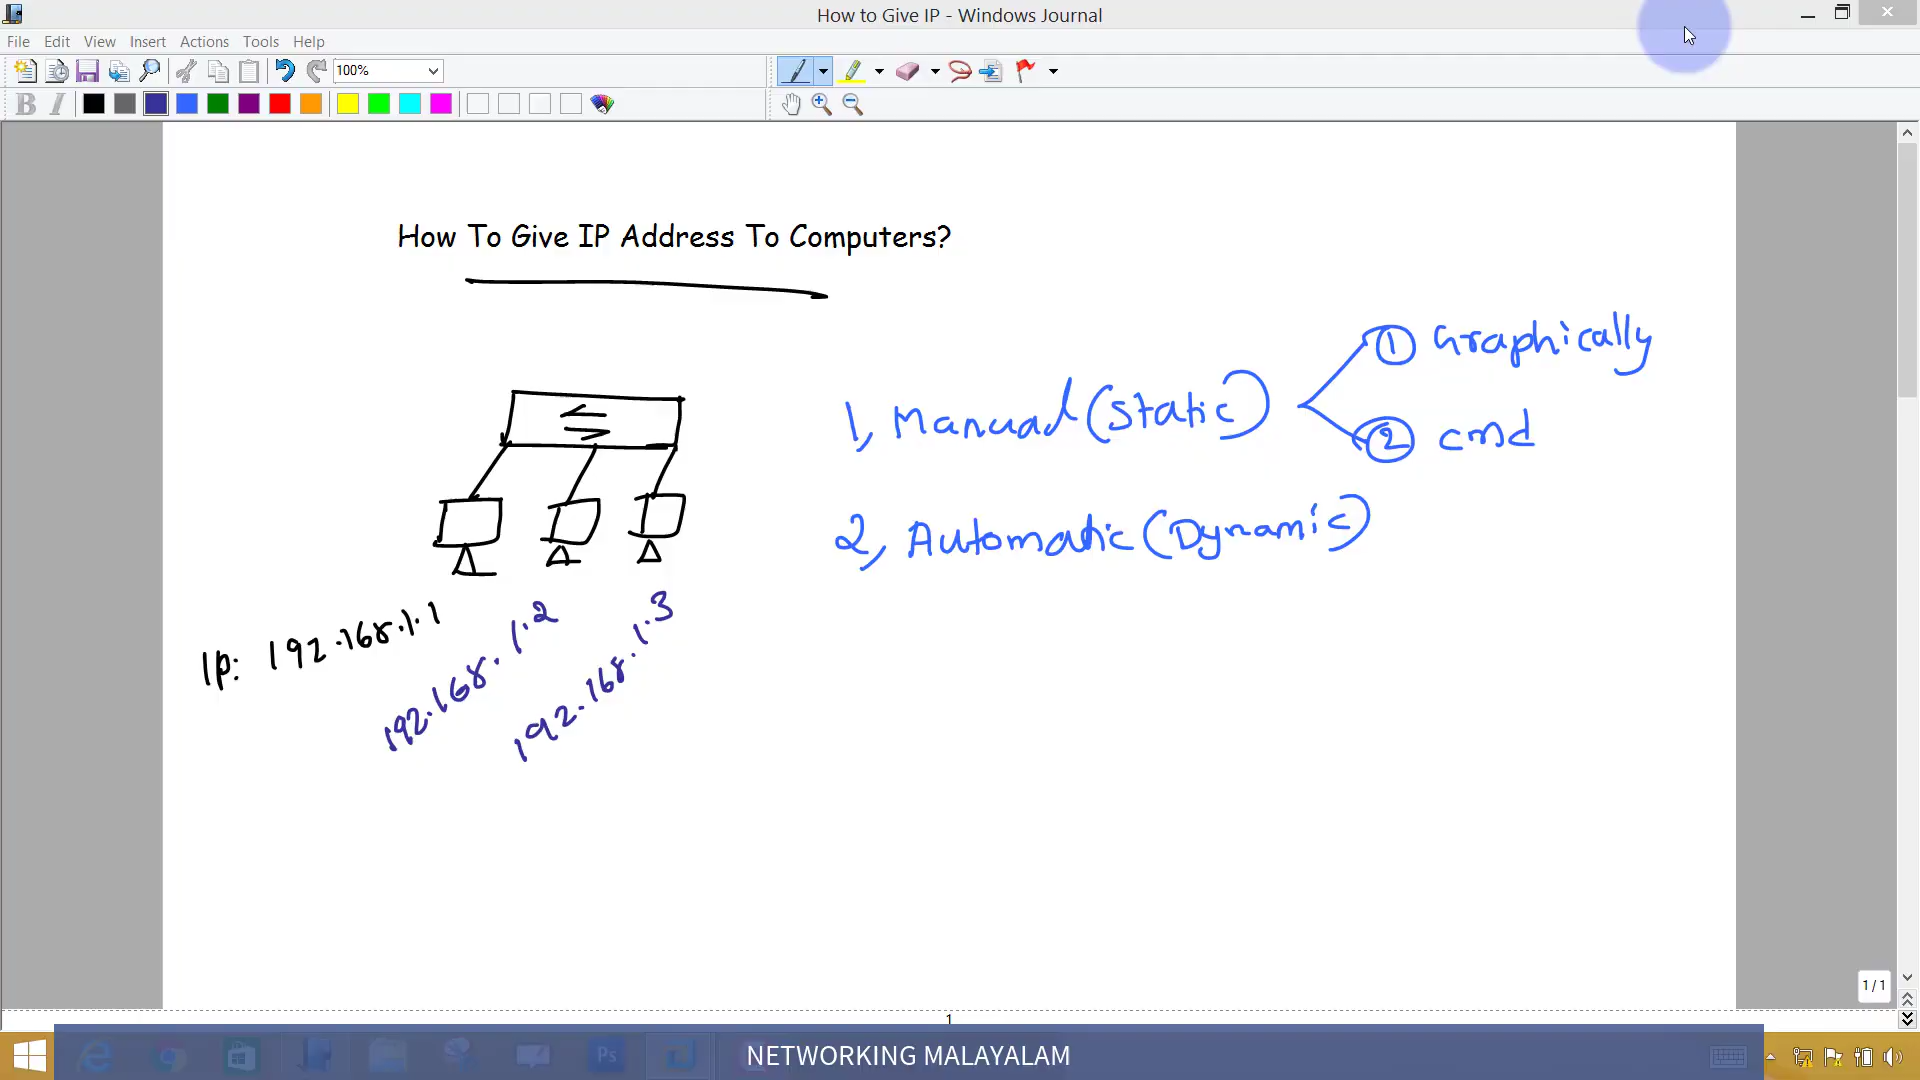 How to Give IP - Windows Journal
File Edit View Insert Actions Tools Help
100%
B I
How To Give IP Address To Computers?
1, Manual (Static)
① Graphically
② cmd
2, Automatic (Dynamic)
IP: 192.168.1.1
192.168.1.2
192.168.1.3
1 / 1
1
Ps
NETWORKING MALAYALAM